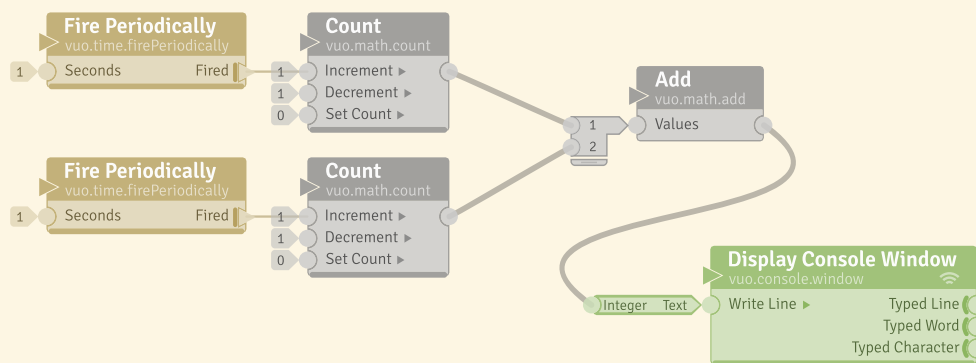 Fire Periodically
vuo.time.firePeriodically
1 Seconds Fired
Count
vuo.math.count
1 Increment
1 Decrement
0 Set Count
Fire Periodically
vuo.time.firePeriodically
1 Seconds Fired
Count
vuo.math.count
1 Increment
1 Decrement
0 Set Count
1
2
Add
vuo.math.add
Values
Integer Text
Display Console Window
vuo.console.window
Write Line Typed Line
Typed Word
Typed Character